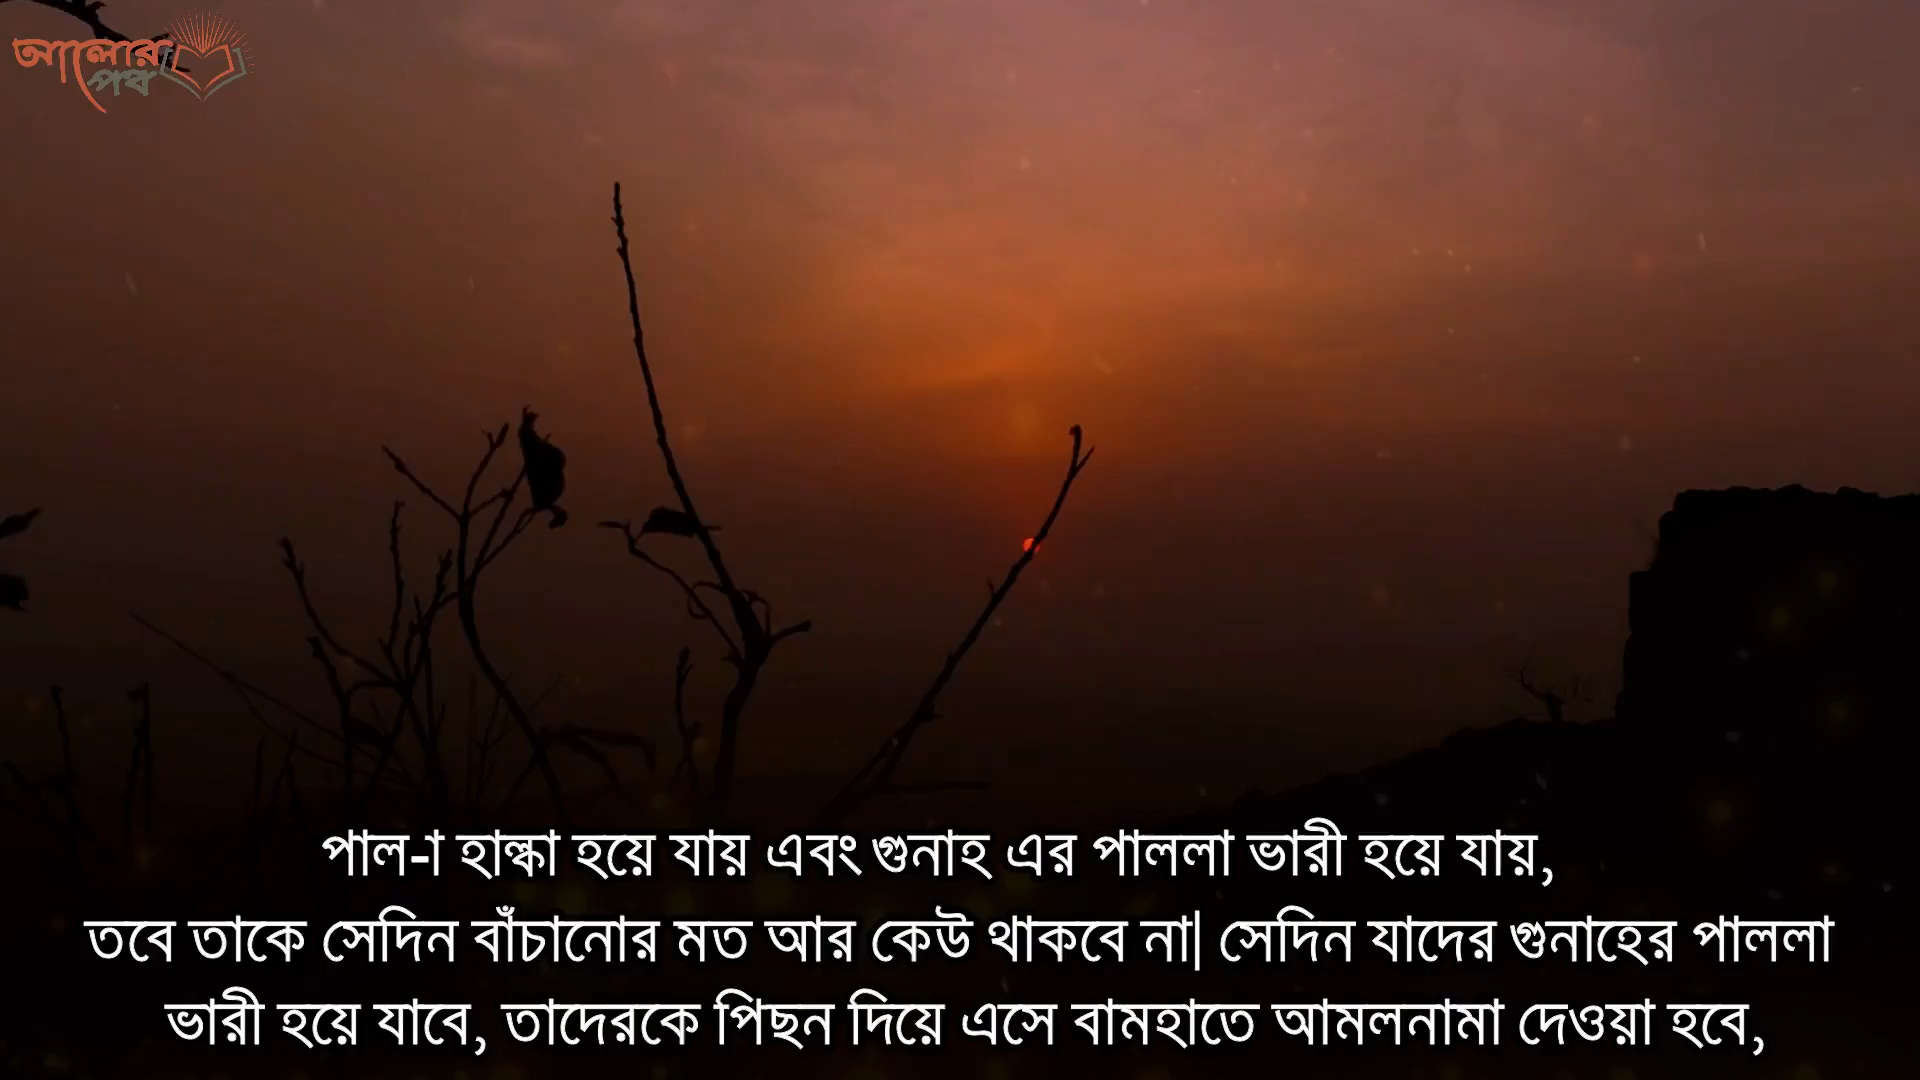 আলোর
পথ
পাল-া হাল্কা হয়ে যায় এবং গুনাহ এর পাললা ভারী হয়ে যায়,
তবে তাকে সেদিন বাঁচানোর মত আর কেউ থাকবে না| সেদিন যাদের গুনাহের পাললা
ভারী হয়ে যাবে, তাদেরকে পিছন দিয়ে এসে বামহাতে আমলনামা দেওয়া হবে,